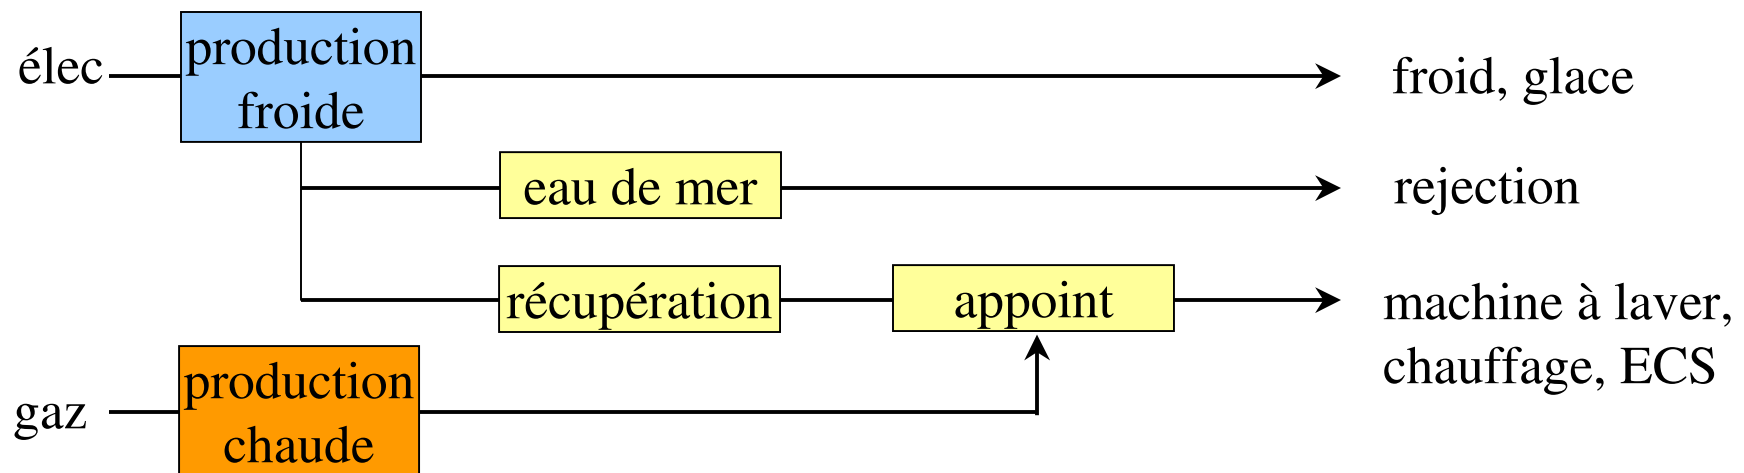 élec
production
froide
froid, glace
eau de mer
rejection
récupération
appoint
machine à laver,
chauffage, ECS
gaz
production
chaude